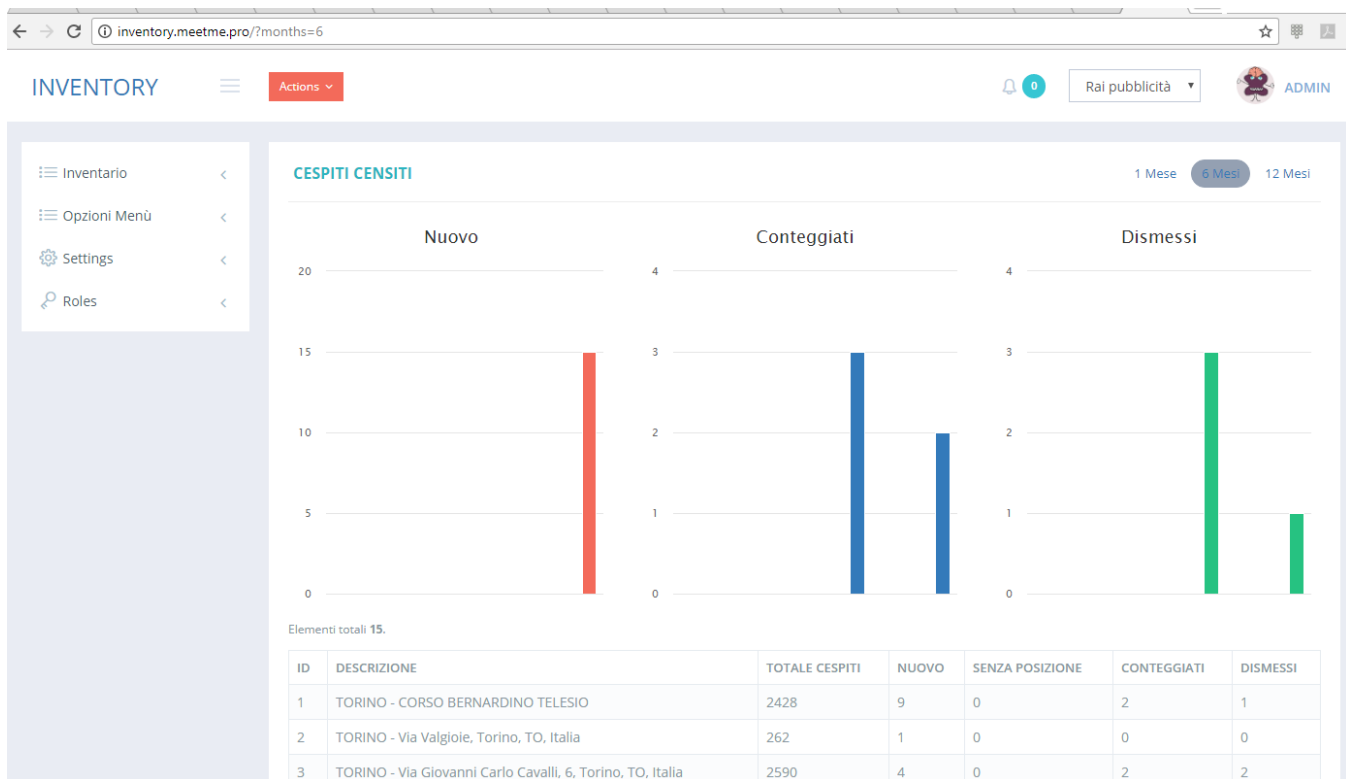 inventory.meetme.pro/?months=6
INVENTORY Actions 0 Rai pubblicità ADMIN
Inventario
Opzioni Menù
Settings
Roles
CESPITI CENSITI 1 Mese 6 Mesi 12 Mesi
Nuovo Conteggiati Dismessi
20 4 4
15 3 3
10 2 2
5 1 1
0 0 0
Elementi totali 15.
ID DESCRIZIONE TOTALE CESPITI NUOVO SENZA POSIZIONE CONTEGGIATI DISMESSI
1 TORINO - CORSO BERNARDINO TELESIO 2428 9 0 2 1
2 TORINO - Via Valgioie, Torino, TO, Italia 262 1 0 0 0
3 TORINO - Via Giovanni Carlo Cavalli, 6, Torino, TO, Italia 2590 4 0 2 2